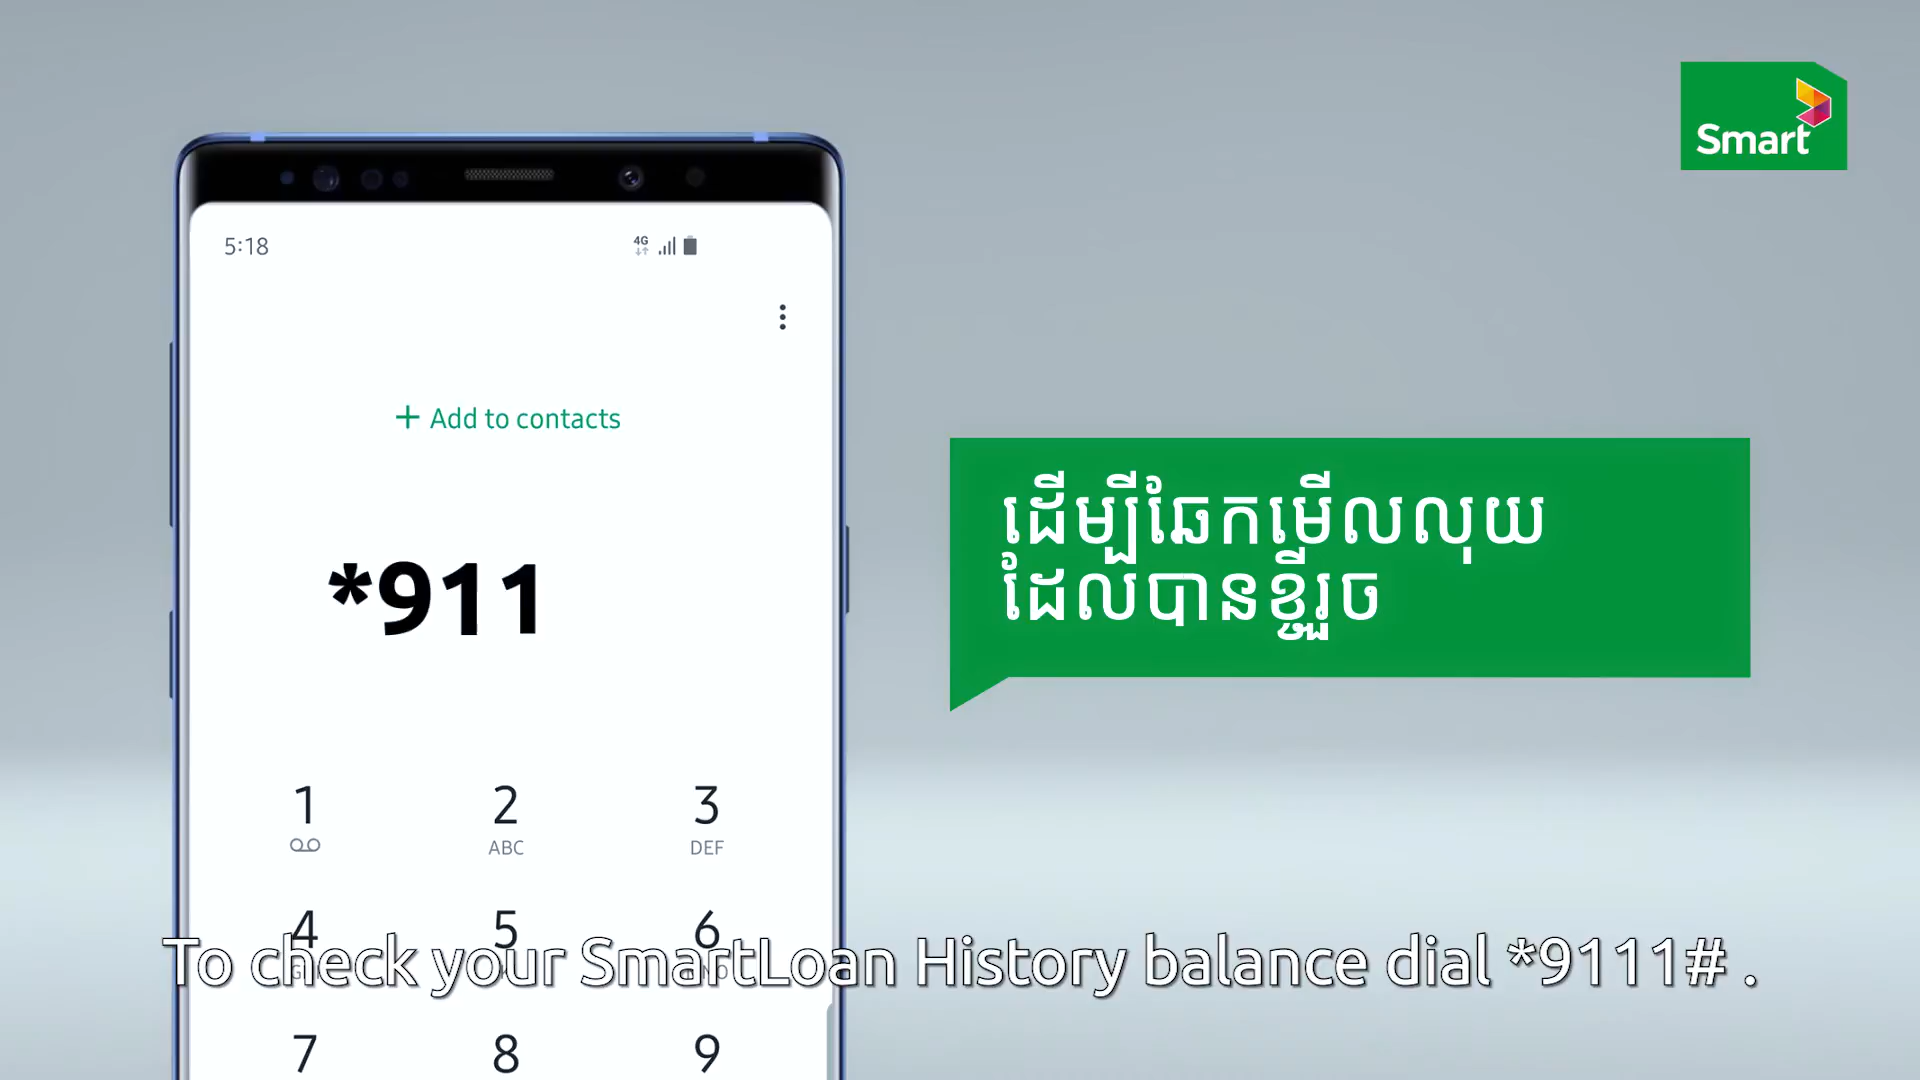 Smart
5:18
4G
+ Add to contacts
*911
ដើម្បីឆែកមើលលុយ
ដែលបានខ្ចីរួច
1 2 3
ABC DEF
4 5 6
To check your SmartLoan History balance dial *9111# .
7 8 9